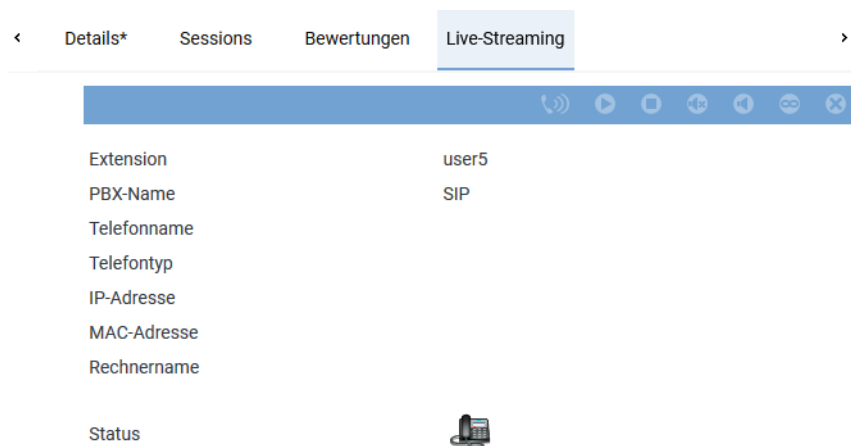 Details* Sessions Bewertungen Live-Streaming
Extension user5
PBX-Name SIP
Telefonname
Telefontyp
IP-Adresse
MAC-Adresse
Rechnername
Status